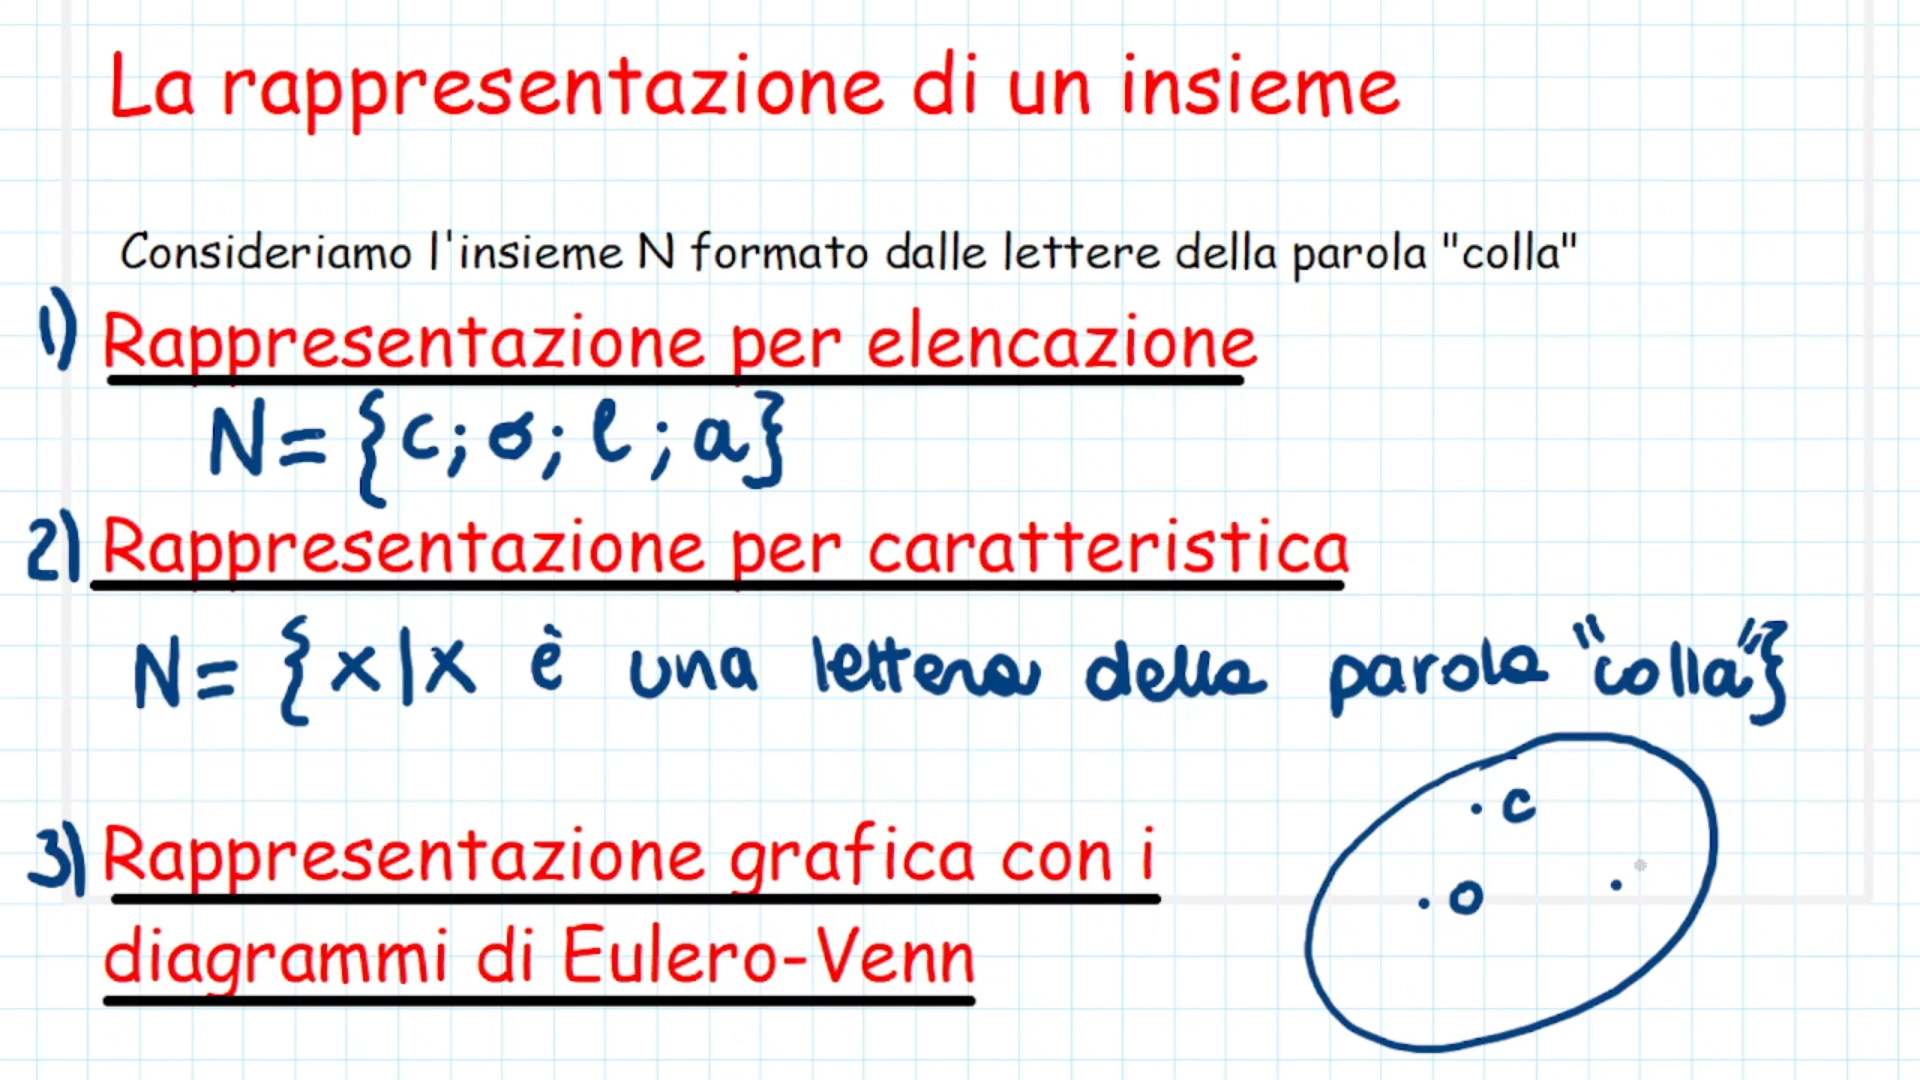 La rappresentazione di un insieme
Consideriamo l'insieme N formato dalle lettere della parola "colla"
1) Rappresentazione per elencazione
N = {c; o; l; a}
2) Rappresentazione per caratteristica
N = {x|x è una lettera della parola "colla"}
3) Rappresentazione grafica con i
diagrammi di Eulero-Venn
. c
. o
.